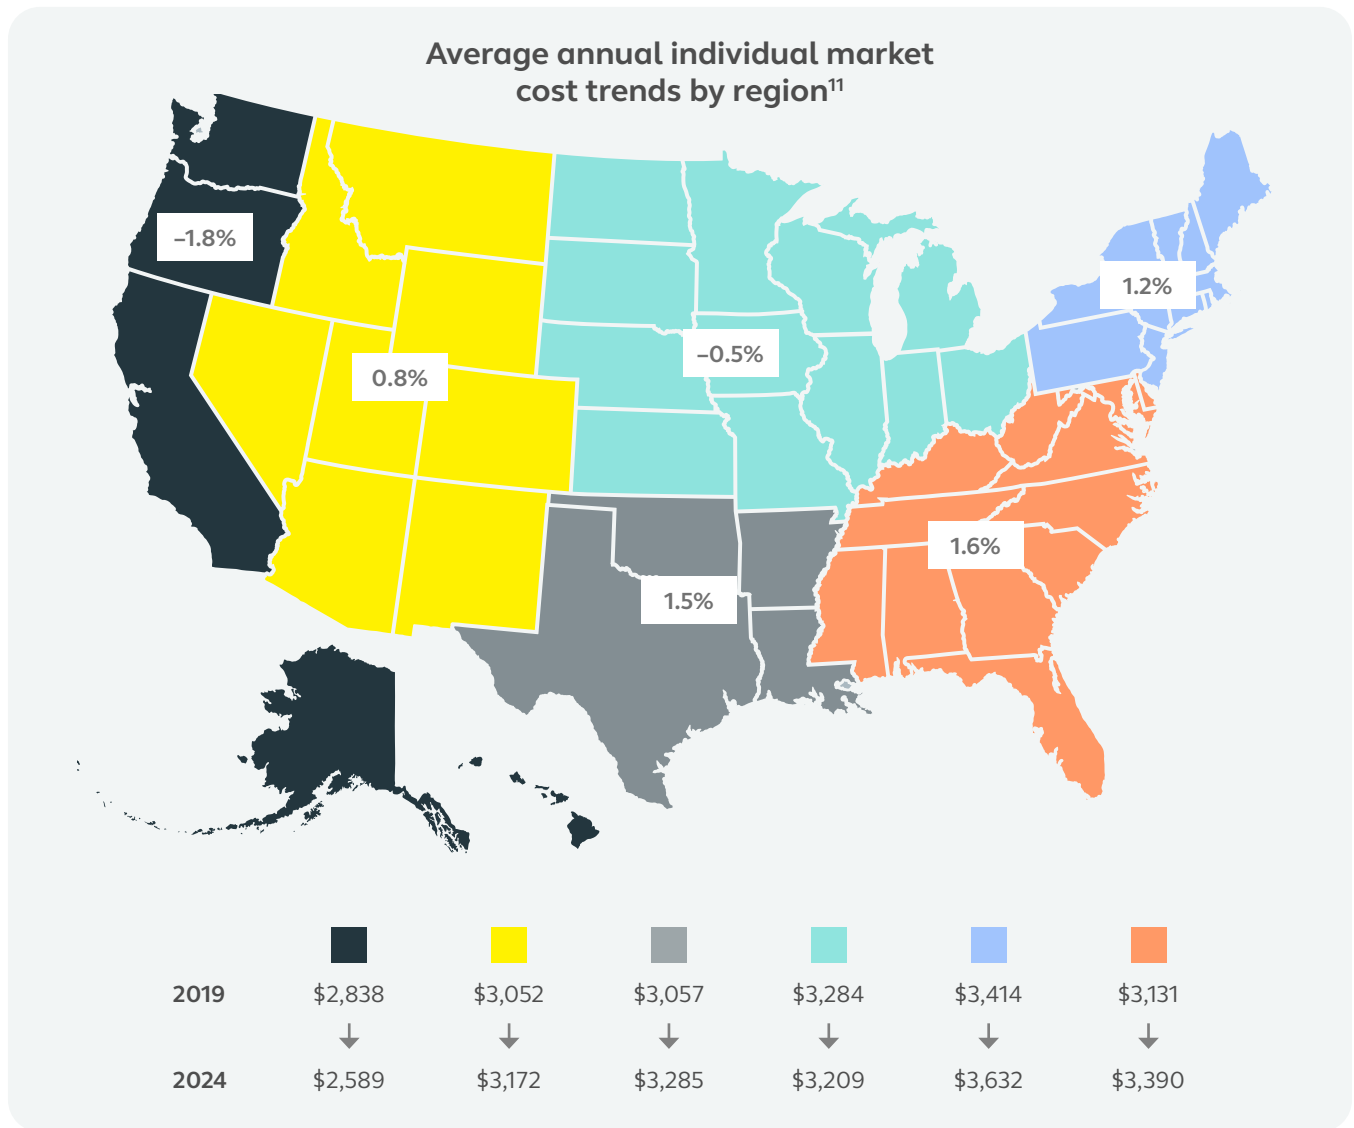 Average annual individual market
cost trends by region¹¹
–1.8%
1.2%
–0.5%
0.8%
1.6%
1.5%
2019 $2,838 $3,052 $3,057 $3,284 $3,414 $3,131
2024 $2,589 $3,172 $3,285 $3,209 $3,632 $3,390